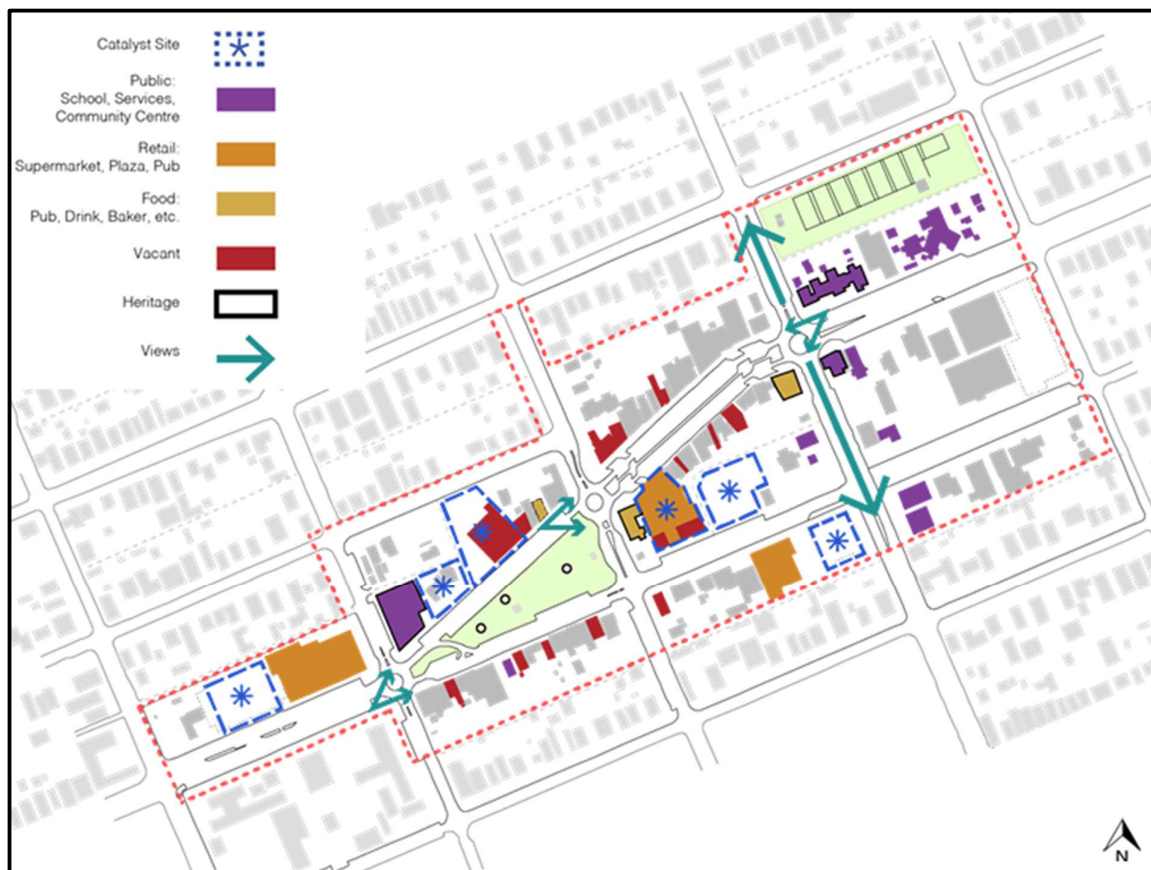 Catalyst Site
Public:
School, Services,
Community Centre
Retail:
Supermarket, Plaza, Pub
Food:
Pub, Drink, Baker, etc.
Vacant
Heritage
Views
N